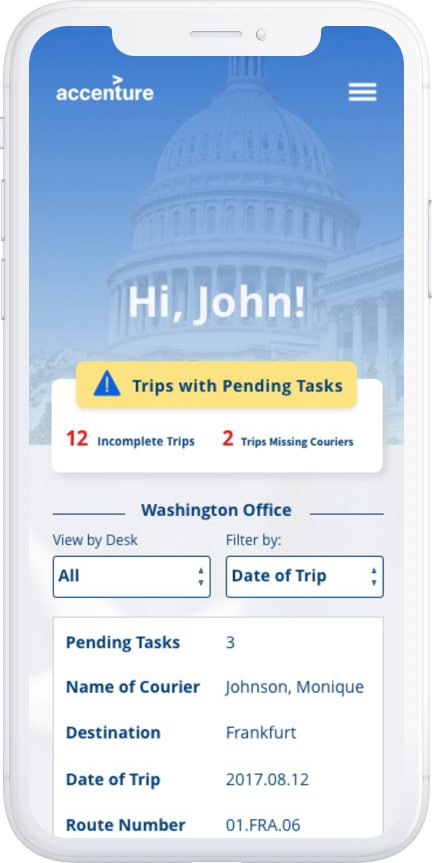 accenture
Hi, John!
Trips with Pending Tasks
12 Incomplete Trips 2 Trips Missing Couriers
Washington Office
View by Desk Filter by:
All Date of Trip
Pending Tasks 3
Name of Courier Johnson, Monique
Destination Frankfurt
Date of Trip 2017.08.12
Route Number 01.FRA.06